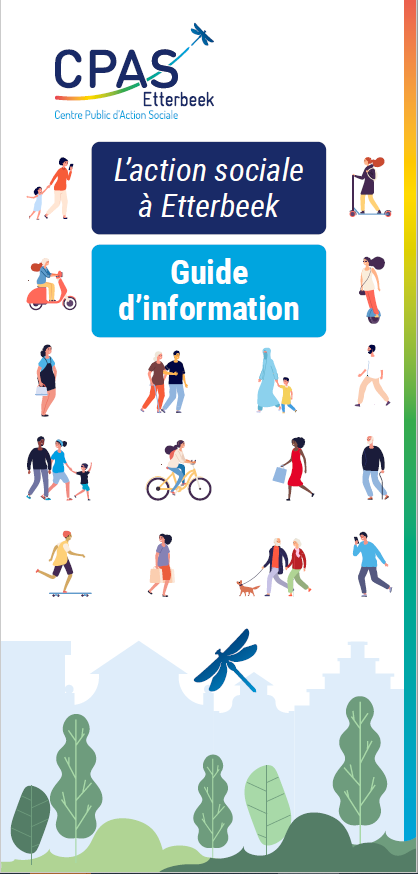 CPAS
Etterbeek
Centre Public d'Action Sociale
L'action sociale
à Etterbeek
Guide
d'information